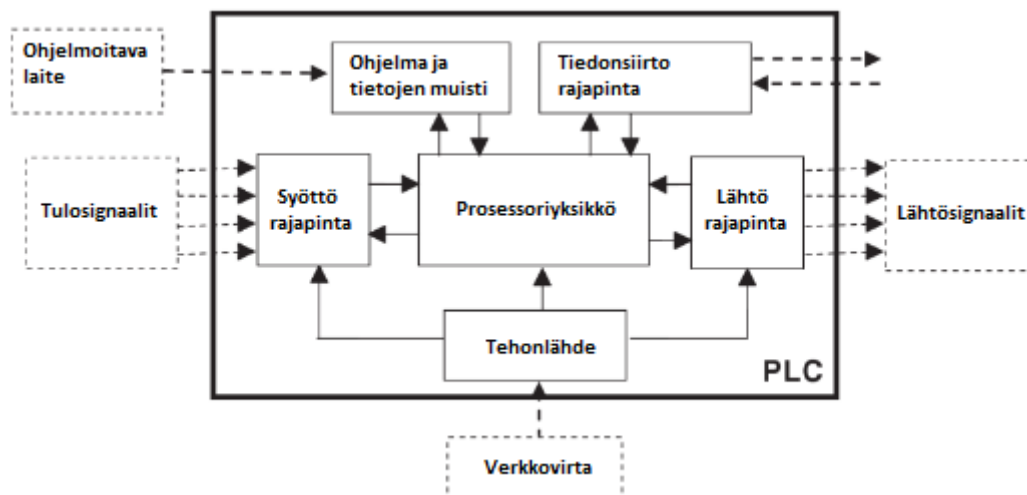 Ohjelmoitava
laite
Ohjelma ja
tietojen muisti
Tiedonsiirto
rajapinta
Tulosignaalit
Syöttö
rajapinta
Prosessoriyksikkö
Lähtö
rajapinta
Lähtösignaalit
Tehonlähde
PLC
Verkkovirta